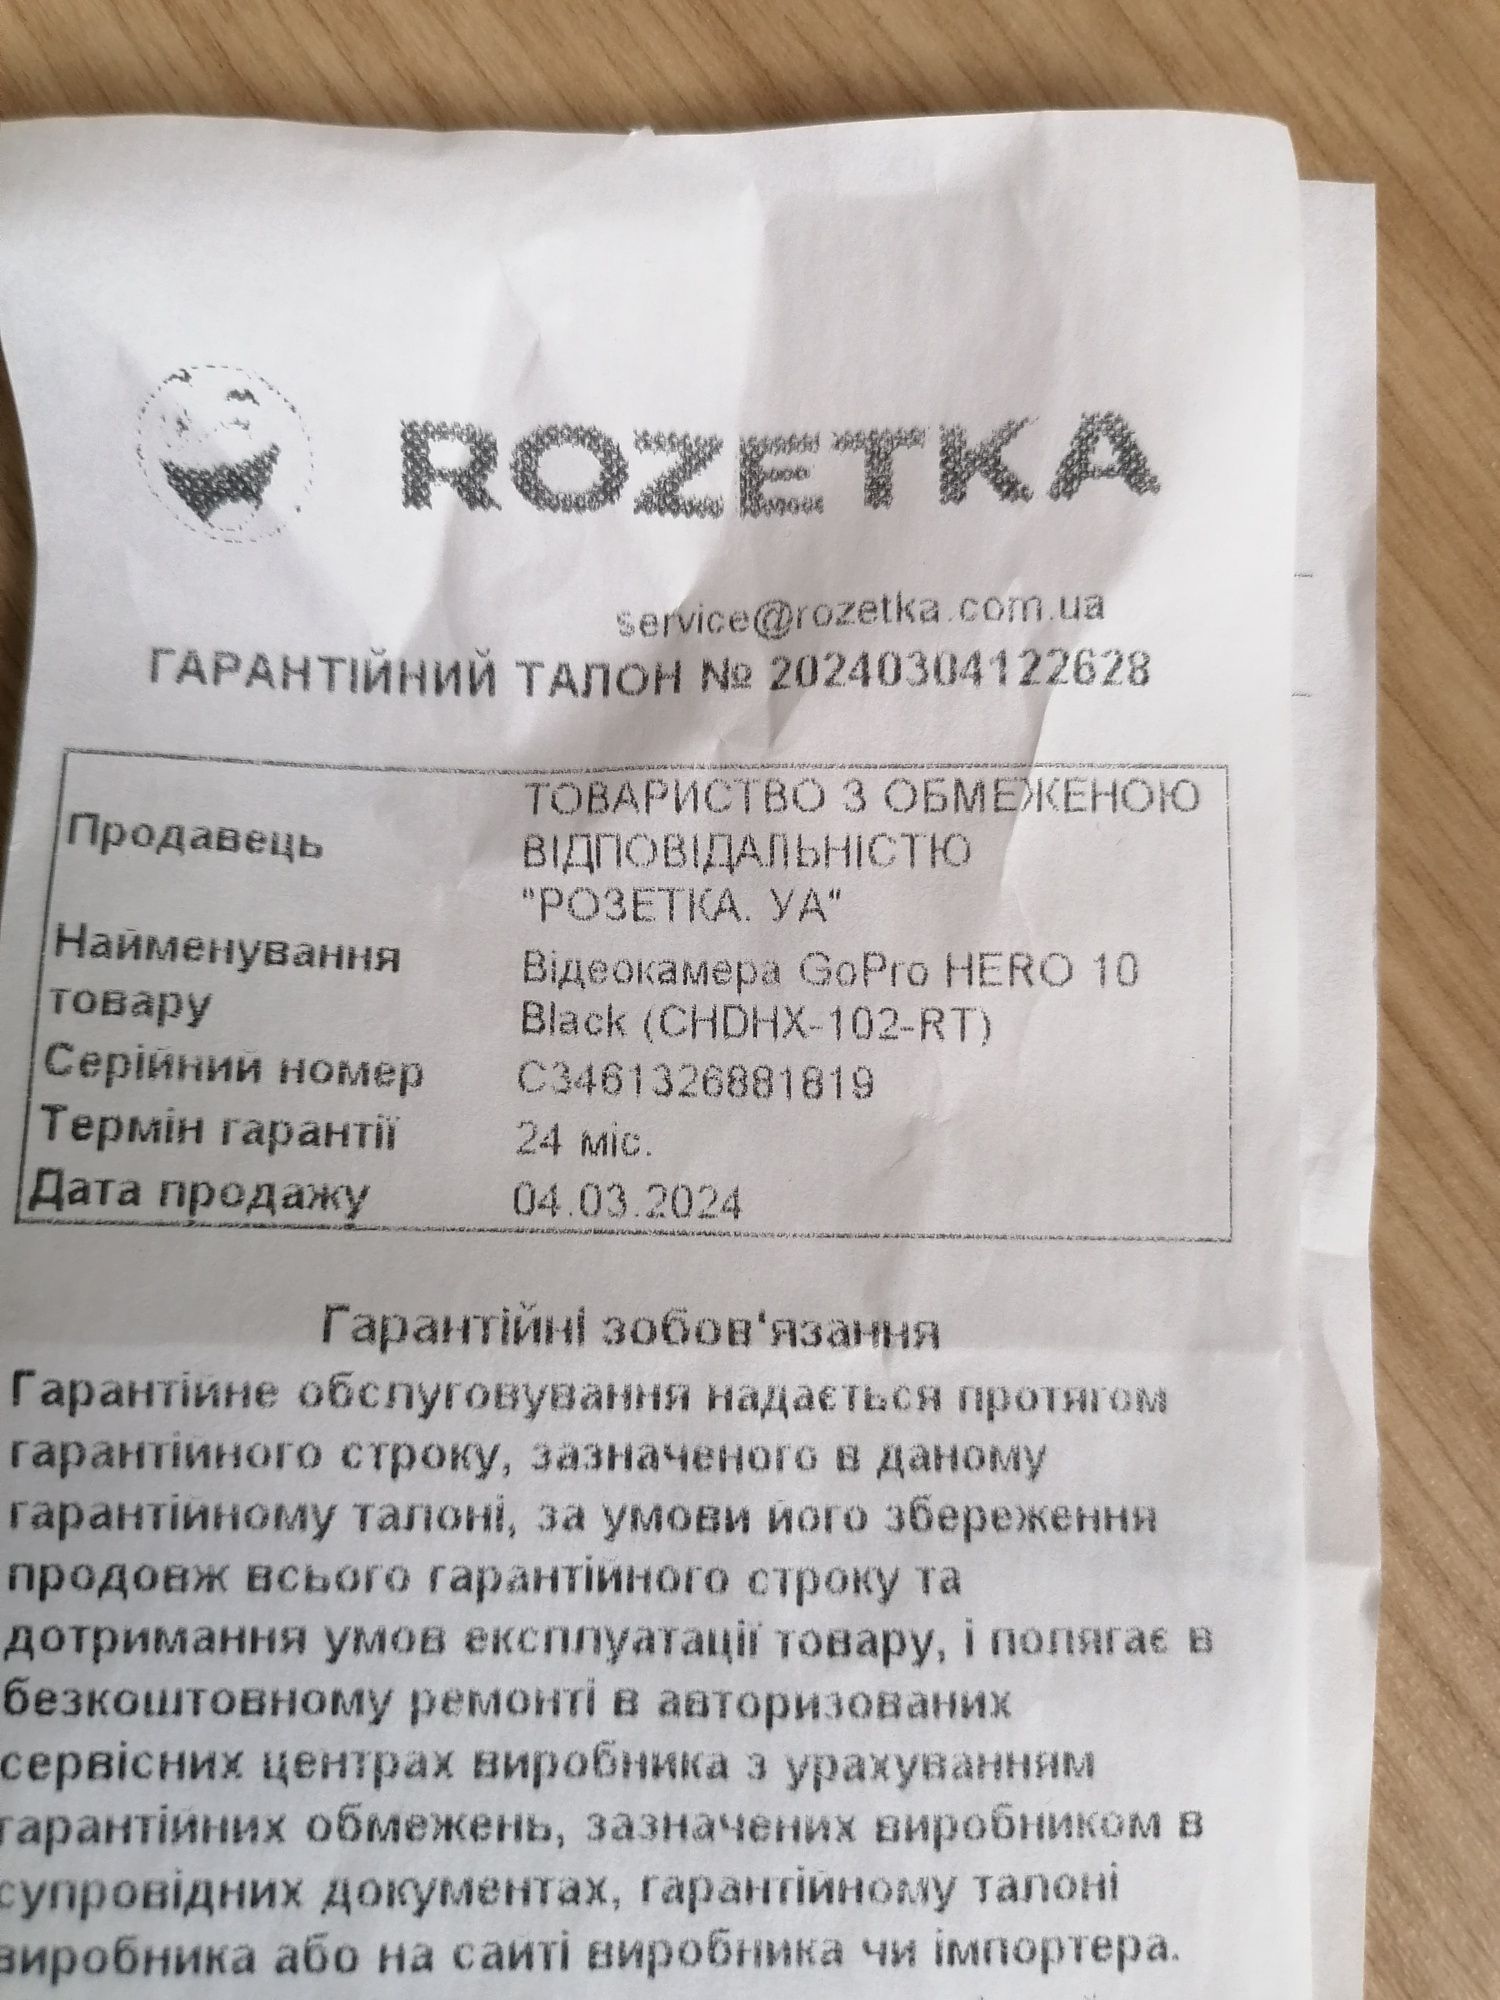 ROZETKA
service@rozetka.com.ua
ГАРАНТІЙНИЙ ТАЛОН № 20240304122628
Продавець ТОВАРИСТВО З ОБМЕЖЕНОЮ
ВІДПОВІДАЛЬНІСТЮ
"РОЗЕТКА. УА"
Найменування товару Відеокамера GoPro HERO 10
Black (CHDHX-102-RT)
Серійний номер C3461326881819
Термін гарантії 24 міс.
Дата продажу 04.03.2024
Гарантійні зобов'язання
Гарантійне обслуговування надається протягом
гарантійного строку, зазначеного в даному
гарантійному талоні, за умови його збереження
продовж всього гарантійного строку та
дотримання умов експлуатації товару, і полягає в
безкоштовному ремонті в авторизованих
сервісних центрах виробника з урахуванням
гарантійних обмежень, зазначених виробником в
супровідних документах, гарантійному талоні
виробника або на сайті виробника чи імпортера.